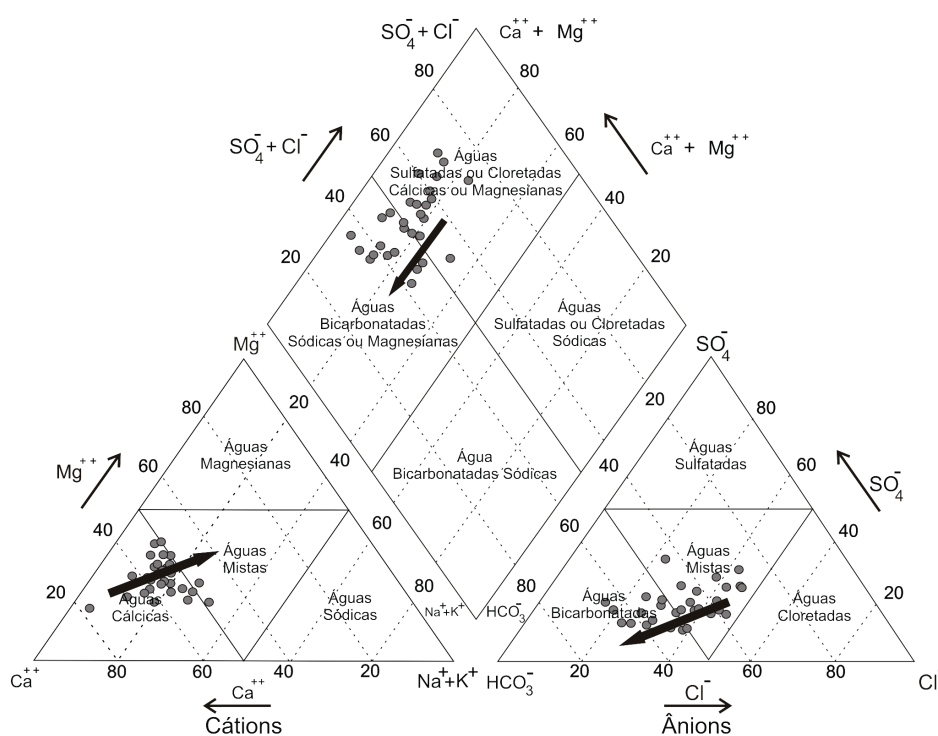 SO₄⁻ + Cl⁻
Ca⁺⁺ + Mg⁺⁺
80
80
60
60
SO₄⁻ + Cl⁻
Ca⁺⁺ + Mg⁺⁺
Águas
Sulfatadas ou Cloretadas
Cálcicas ou Magnesianas
40
40
20
20
Águas
Bicarbonatadas
Sódicas ou Magnesianas
Águas
Sulfatadas ou Cloretadas
Sódicas
Mg⁺⁺
SO₄⁻
80
20
20
80
Águas
Magnesianas
Água
Bicarbonatadas Sódicas
Águas
Sulfatadas
Mg⁺⁺
60
40
40
60
SO₄⁻
40
60
60
40
Águas
Mistas
Águas
Mistas
20
80
80
20
Águas
Cálcicas
Águas
Sódicas
Na⁺+K⁺
HCO₃⁻
Águas
Bicarbonatadas
Águas
Cloretadas
Ca⁺⁺
80
60
40
20
Na⁺+K⁺
HCO₃⁻
20
40
60
80
Cl
Ca⁺⁺
Cl⁻
Cátions
Ânions